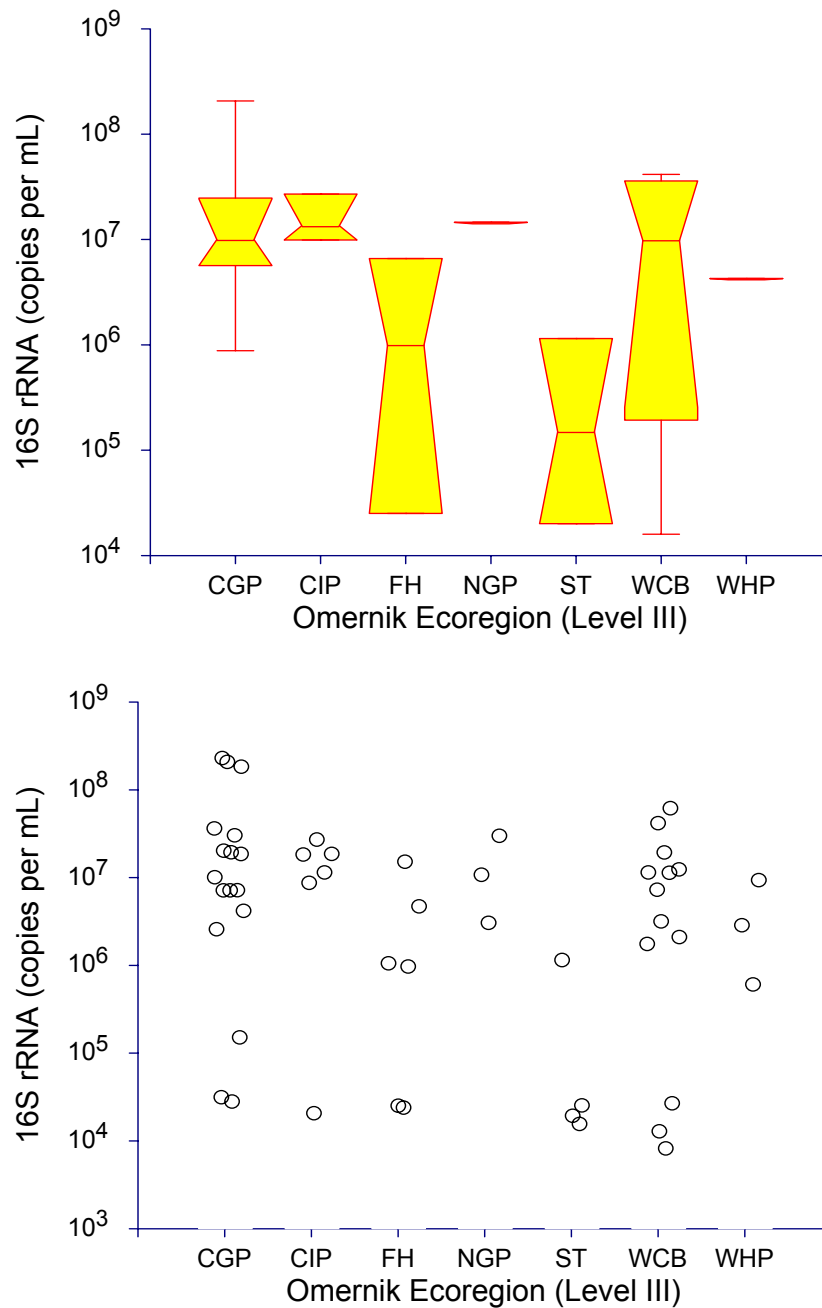 10⁹
10⁸
10⁷
10⁶
10⁵
10⁴
16S rRNA (copies per mL)
CGP CIP FH NGP ST WCB WHP
Omernik Ecoregion (Level III)
10⁹
10⁸
10⁷
10⁶
10⁵
10⁴
10³
16S rRNA (copies per mL)
CGP CIP FH NGP ST WCB WHP
Omernik Ecoregion (Level III)